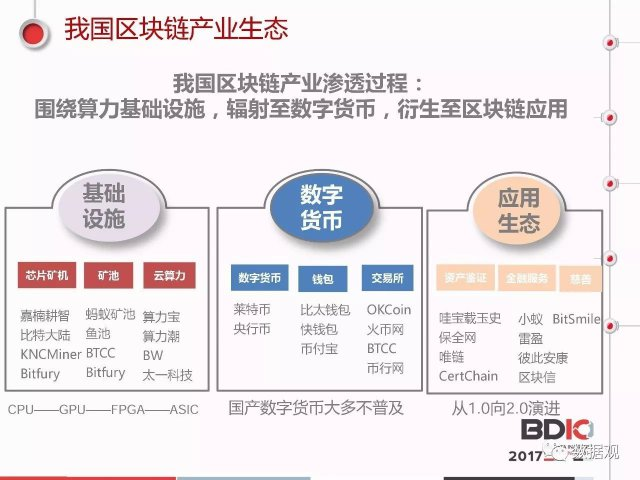 我国区块链产业生态
我国区块链产业渗透过程：
围绕算力基础设施，辐射至数字货币，衍生至区块链应用
基础
设施
芯片矿机 矿池 云算力
嘉楠耕智 蚂蚁矿池 算力宝
比特大陆 鱼池 算力潮
KNCMiner BTCC BW
Bitfury Bitfury 太一科技
CPU——GPU——FPGA——ASIC
数字
货币
数字货币 钱包 交易所
莱特币 比太钱包 OKCoin
央行币 快钱包 火币网
币付宝 BTCC
币行网
国产数字货币大多不普及
应用
生态
资产鉴证 金融服务 慈善
哇宝载玉史 小蚁 BitSmile
保全网 雷盈
唯链 彼此安康
CertChain 区块信
从1.0向2.0演进
BDIC
2017
数据观